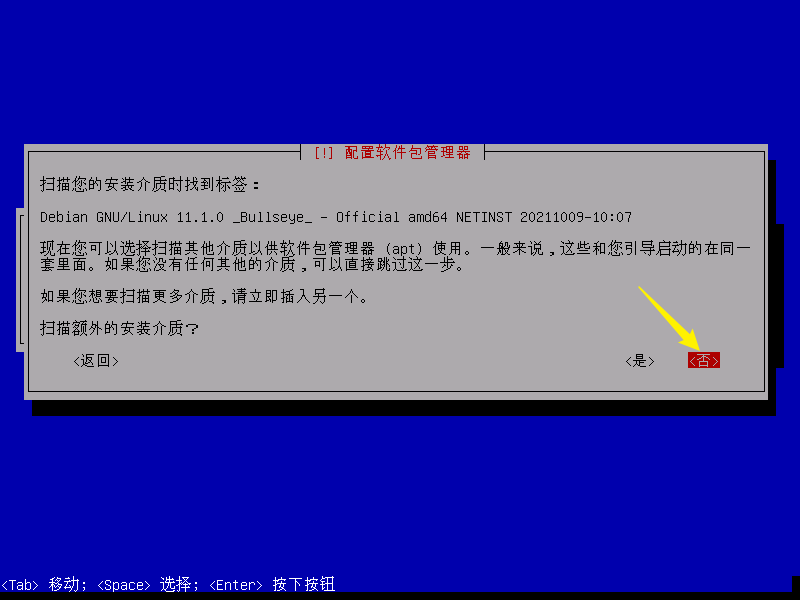 [!] 配置软件包管理器
扫描您的安装介质时找到标签：
Debian GNU/Linux 11.1.0 _Bullseye_ - Official amd64 NETINST 20211009-10:07
现在您可以选择扫描其他介质以供软件包管理器 (apt) 使用。一般来说，这些和您引导启动的在同一
套里面。如果您没有任何其他的介质，可以直接跳过这一步。
如果您想要扫描更多介质，请立即插入另一个。
扫描额外的安装介质？
<返回> <是> <否>
<Tab> 移动; <Space> 选择; <Enter> 按下按钮